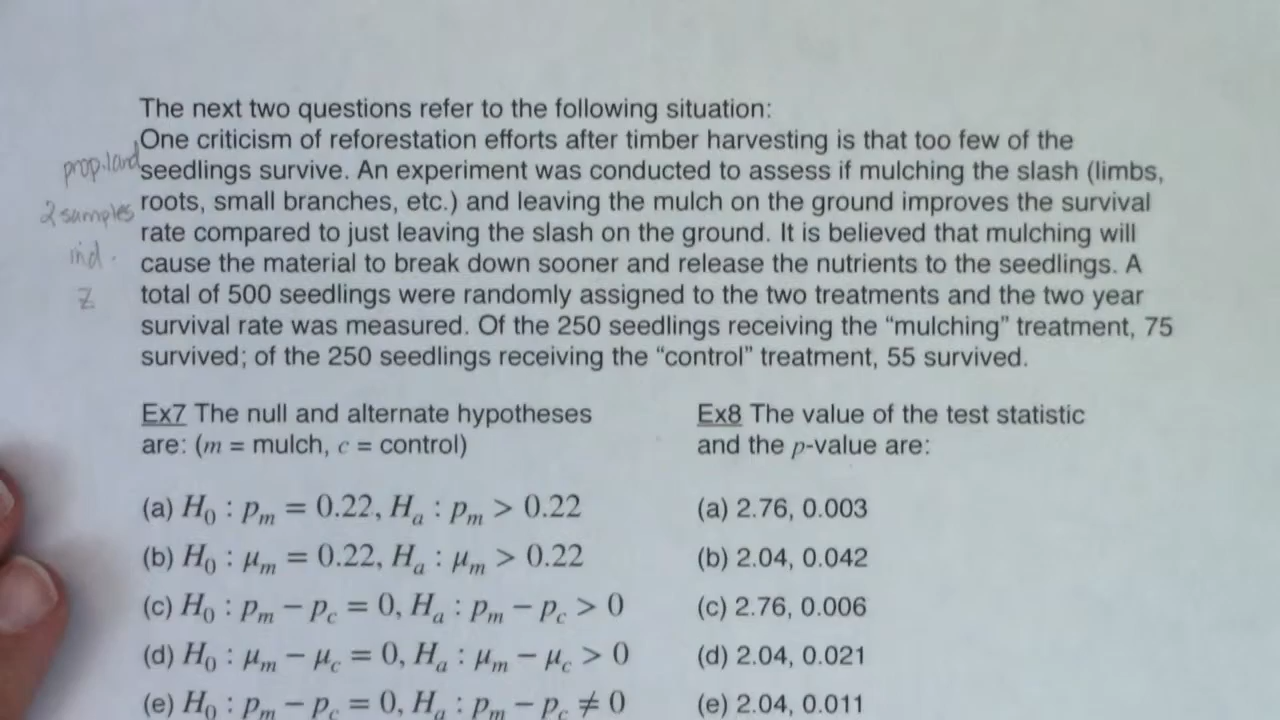 The next two questions refer to the following situation:
One criticism of reforestation efforts after timber harvesting is that too few of the
prop.land
seedlings survive. An experiment was conducted to assess if mulching the slash (limbs,
2 samples
roots, small branches, etc.) and leaving the mulch on the ground improves the survival
rate compared to just leaving the slash on the ground. It is believed that mulching will
ind.
cause the material to break down sooner and release the nutrients to the seedlings. A
Z
total of 500 seedlings were randomly assigned to the two treatments and the two year
survival rate was measured. Of the 250 seedlings receiving the “mulching” treatment, 75
survived; of the 250 seedlings receiving the “control” treatment, 55 survived.
Ex7 The null and alternate hypotheses
are: (m = mulch, c = control)
(a) H₀ : pₘ = 0.22, Hₐ : pₘ > 0.22
(b) H₀ : μₘ = 0.22, Hₐ : μₘ > 0.22
(c) H₀ : pₘ − p_c = 0, Hₐ : pₘ − p_c > 0
(d) H₀ : μₘ − μ_c = 0, Hₐ : μₘ − μ_c > 0
(e) H₀ : pₘ − p_c = 0, Hₐ : pₘ − p_c ≠ 0
Ex8 The value of the test statistic
and the p-value are:
(a) 2.76, 0.003
(b) 2.04, 0.042
(c) 2.76, 0.006
(d) 2.04, 0.021
(e) 2.04, 0.011